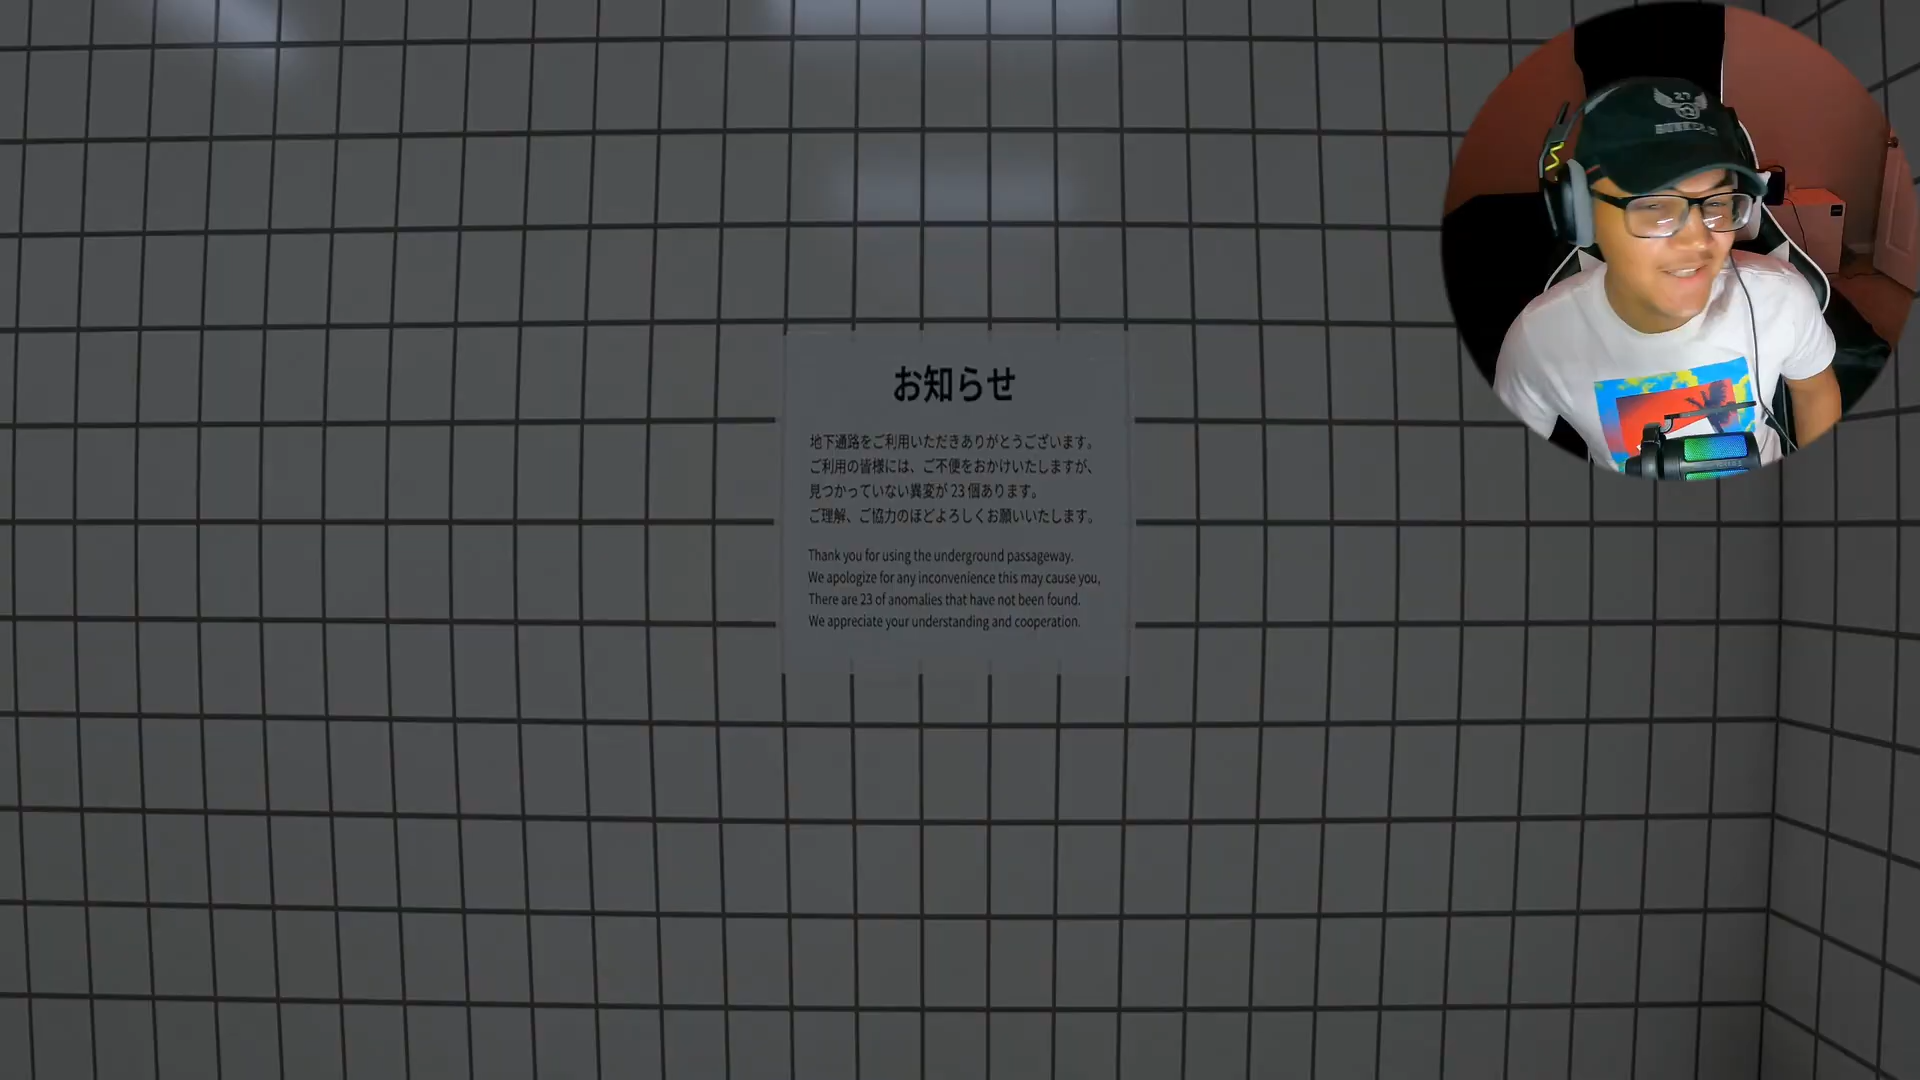 お知らせ
地下通路をご利用いただきありがとうございます。
ご利用の皆様には、ご不便をおかけいたしますが、
見つかっていない異変が 23 個あります。
ご理解、ご協力のほどよろしくお願いいたします。
Thank you for using the underground passageway.
We apologize for any inconvenience this may cause you,
There are 23 of anomalies that have not been found.
We appreciate your understanding and cooperation.
27